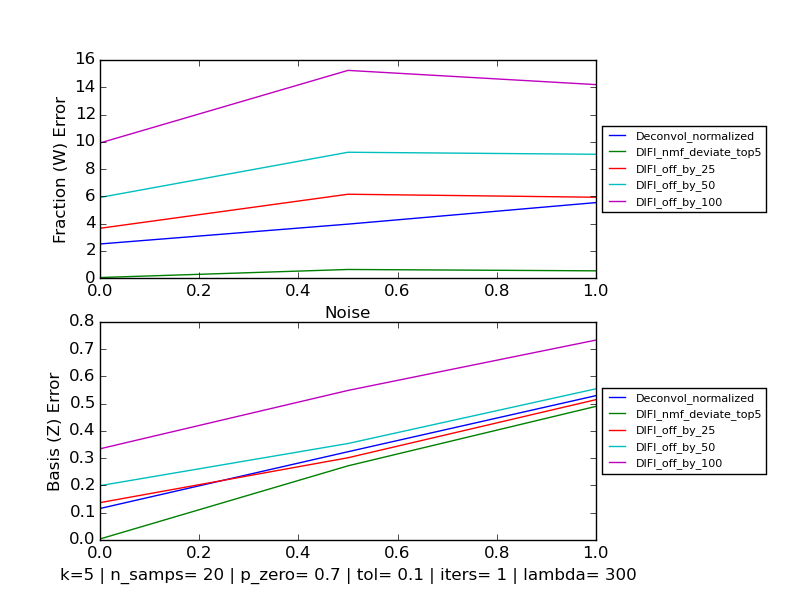 16
14
12
10
8
6
4
2
0
Fraction (W) Error
0.0 0.2 0.4 0.6 0.8 1.0
Noise
Deconvol_normalized
DIFI_nmf_deviate_top5
DIFI_off_by_25
DIFI_off_by_50
DIFI_off_by_100
0.8
0.7
0.6
0.5
0.4
0.3
0.2
0.1
0.0
Basis (Z) Error
0.0 0.2 0.4 0.6 0.8 1.0
Deconvol_normalized
DIFI_nmf_deviate_top5
DIFI_off_by_25
DIFI_off_by_50
DIFI_off_by_100
k=5 | n_samps= 20 | p_zero= 0.7 | tol= 0.1 | iters= 1 | lambda= 300